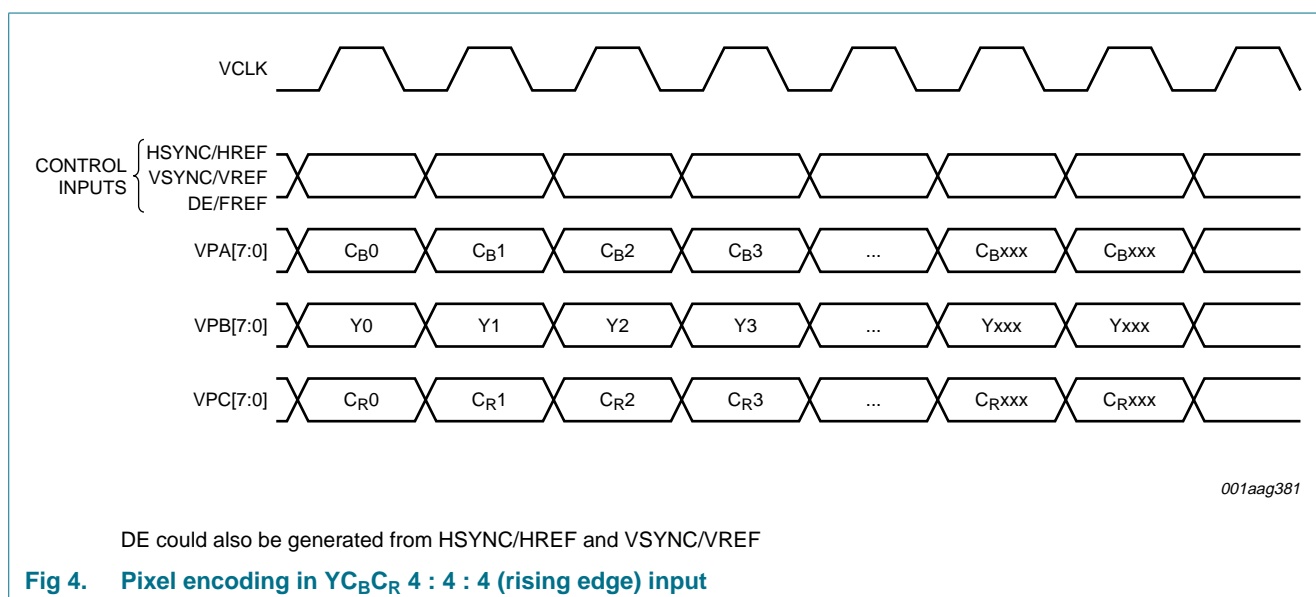 VCLK
CONTROL INPUTS
HSYNC/HREF
VSYNC/VREF
DE/FREF
VPA[7:0] CB0 CB1 CB2 CB3 ... CBxxx CBxxx
VPB[7:0] Y0 Y1 Y2 Y3 ... Yxxx Yxxx
VPC[7:0] CR0 CR1 CR2 CR3 ... CRxxx CRxxx
001aag381
DE could also be generated from HSYNC/HREF and VSYNC/VREF
Fig 4. Pixel encoding in YCBCR 4 : 4 : 4 (rising edge) input